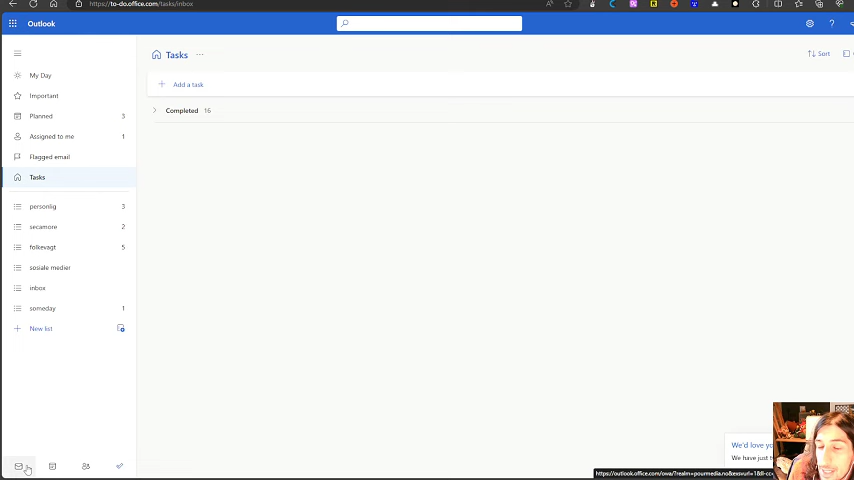 https://to-do.office.com/tasks/inbox
Outlook
Tasks ...
Sort
My Day
Add a task
Important
Planned 3
Completed 16
Assigned to me 1
Flagged email
Tasks
personlig 3
secamore 2
folkevagt 5
sosiale medier
inbox
someday 1
New list
We'd love yo
We have just t
https://outlook.office.com/owa/?realm=pourmedia.no&exsvurl=1&ll-cc=